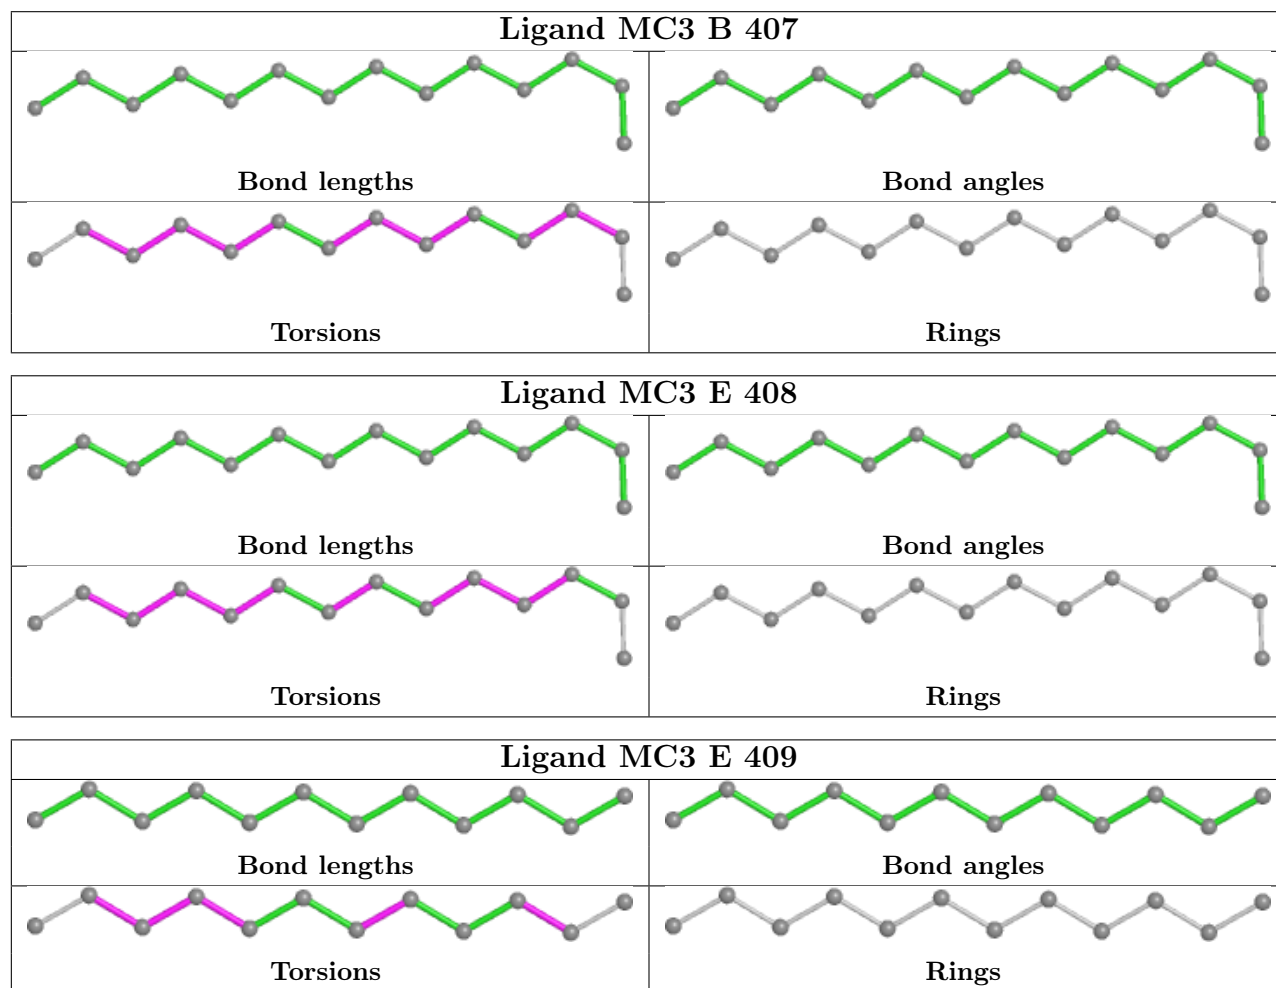 Ligand MC3 B 407
Bond lengths
Bond angles
Torsions
Rings
Ligand MC3 E 408
Bond lengths
Bond angles
Torsions
Rings
Ligand MC3 E 409
Bond lengths
Bond angles
Torsions
Rings